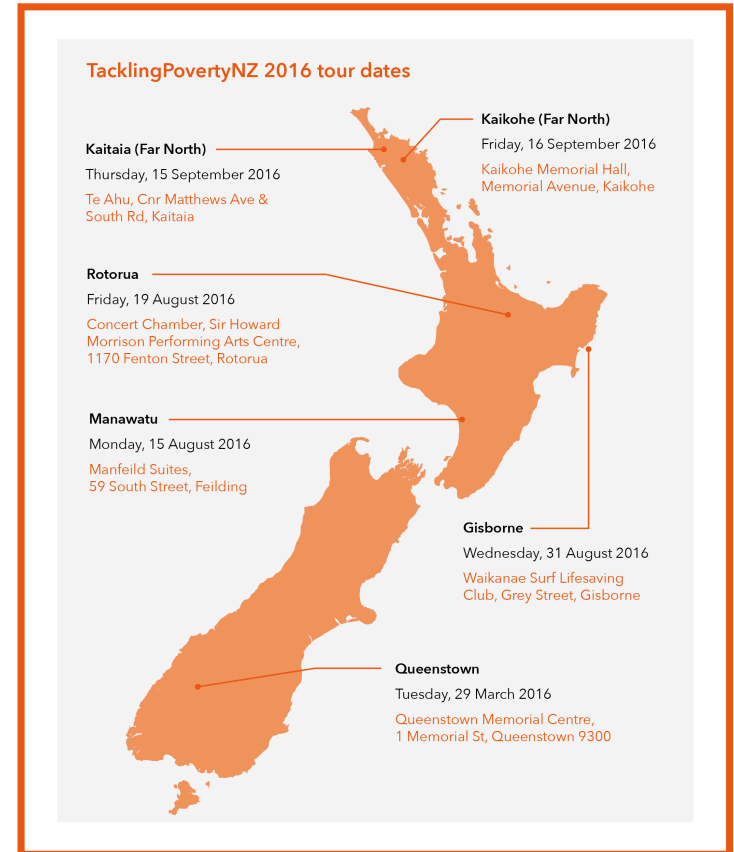 TacklingPovertyNZ 2016 tour dates
Kaikohe (Far North)
Friday, 16 September 2016
Kaikohe Memorial Hall,
Memorial Avenue, Kaikohe
Kaitaia (Far North)
Thursday, 15 September 2016
Te Ahu, Cnr Matthews Ave &
South Rd, Kaitaia
Rotorua
Friday, 19 August 2016
Concert Chamber, Sir Howard
Morrison Performing Arts Centre,
1170 Fenton Street, Rotorua
Manawatu
Monday, 15 August 2016
Manfeild Suites,
59 South Street, Feilding
Gisborne
Wednesday, 31 August 2016
Waikanae Surf Lifesaving
Club, Grey Street, Gisborne
Queenstown
Tuesday, 29 March 2016
Queenstown Memorial Centre,
1 Memorial St, Queenstown 9300